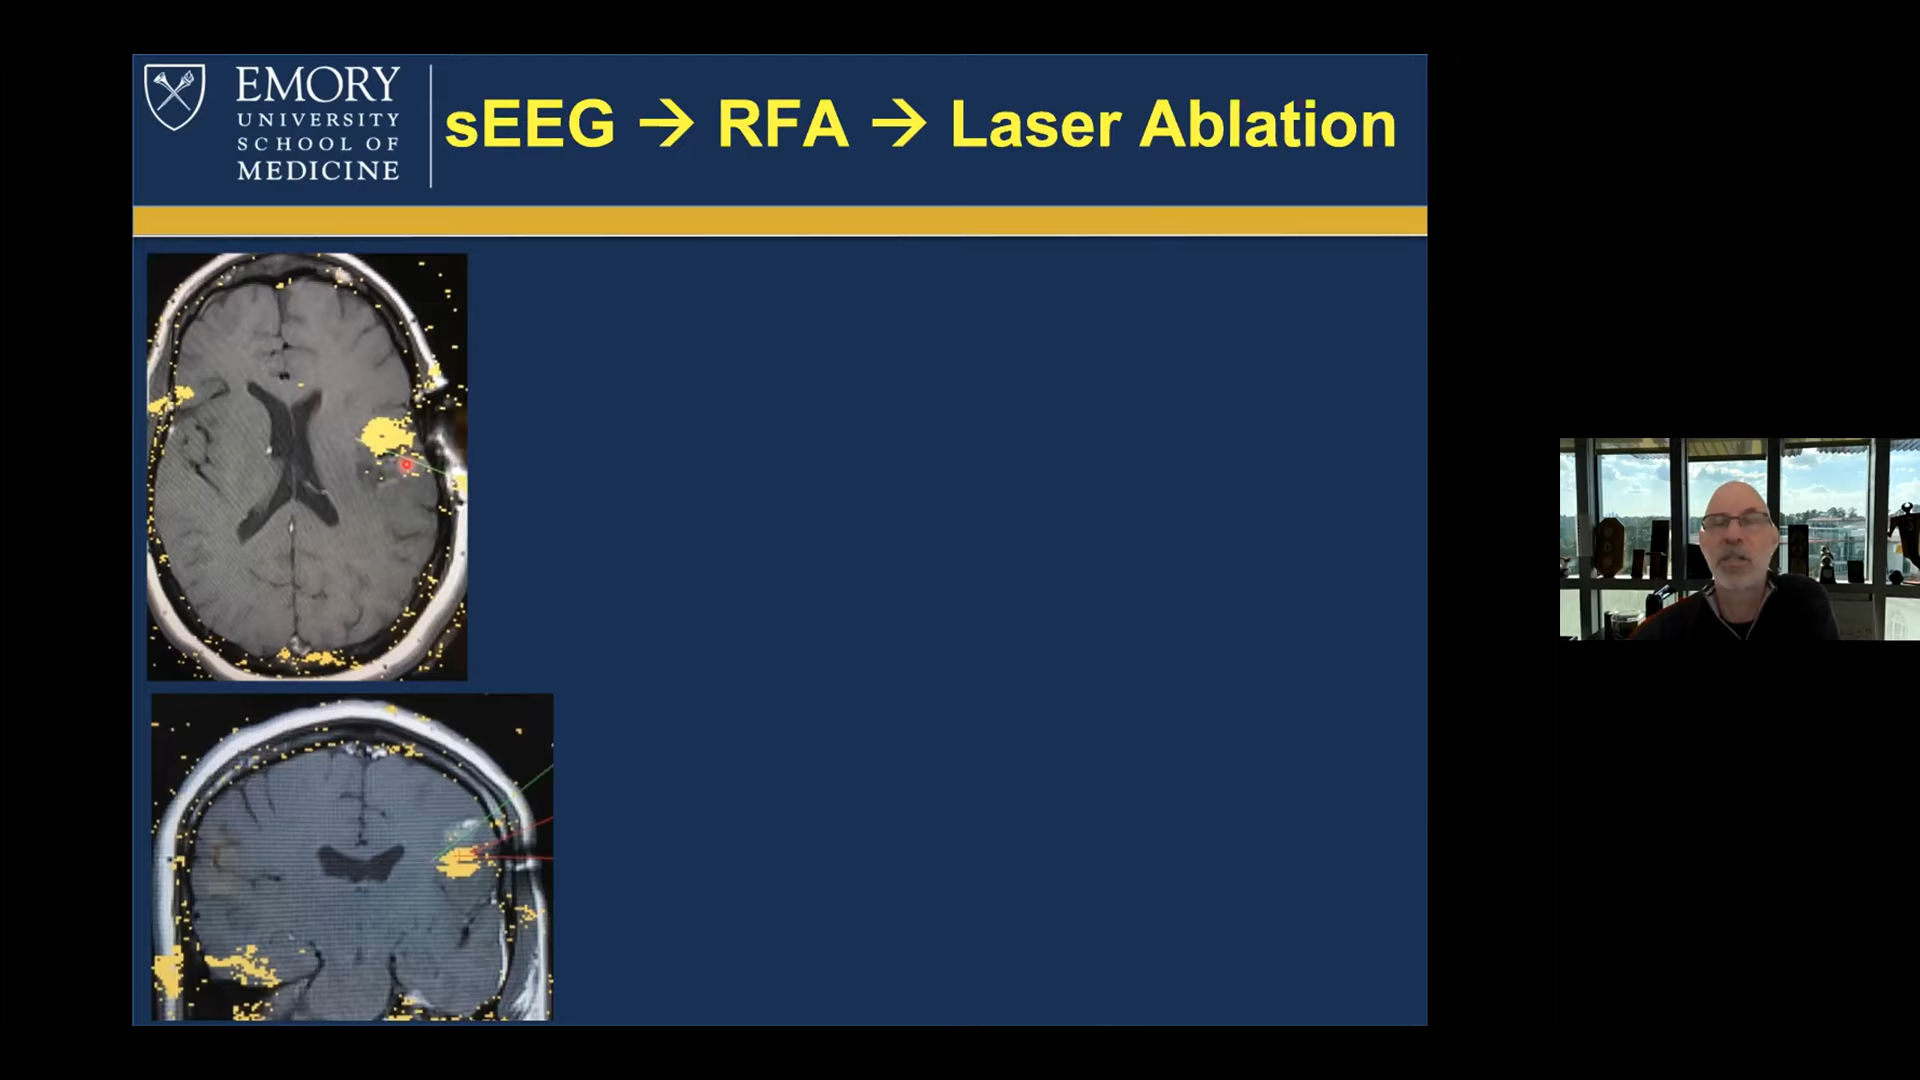 EMORY
UNIVERSITY
SCHOOL OF
MEDICINE
sEEG → RFA → Laser Ablation